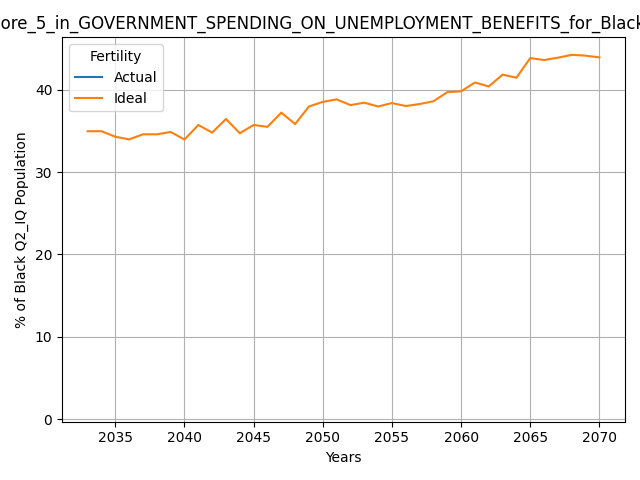 ore_5_in_GOVERNMENT_SPENDING_ON_UNEMPLOYMENT_BENEFITS_for_Black
Fertility
Actual
Ideal
% of Black Q2_IQ Population
40
30
20
10
0
2035 2040 2045 2050 2055 2060 2065 2070
Years